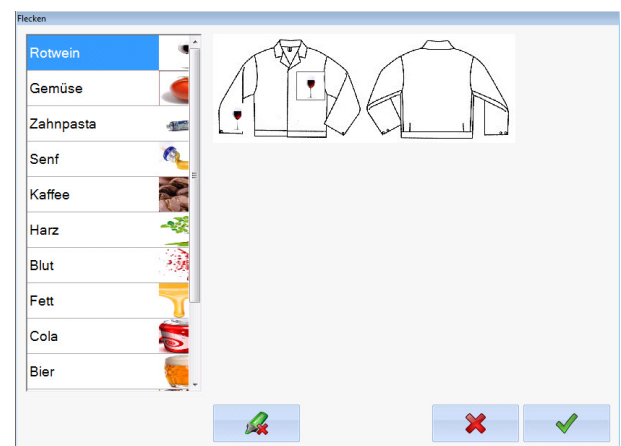 Flecken
Rotwein
Gemüse
Zahnpasta
Senf
Kaffee
Harz
Blut
Fett
Cola
Bier